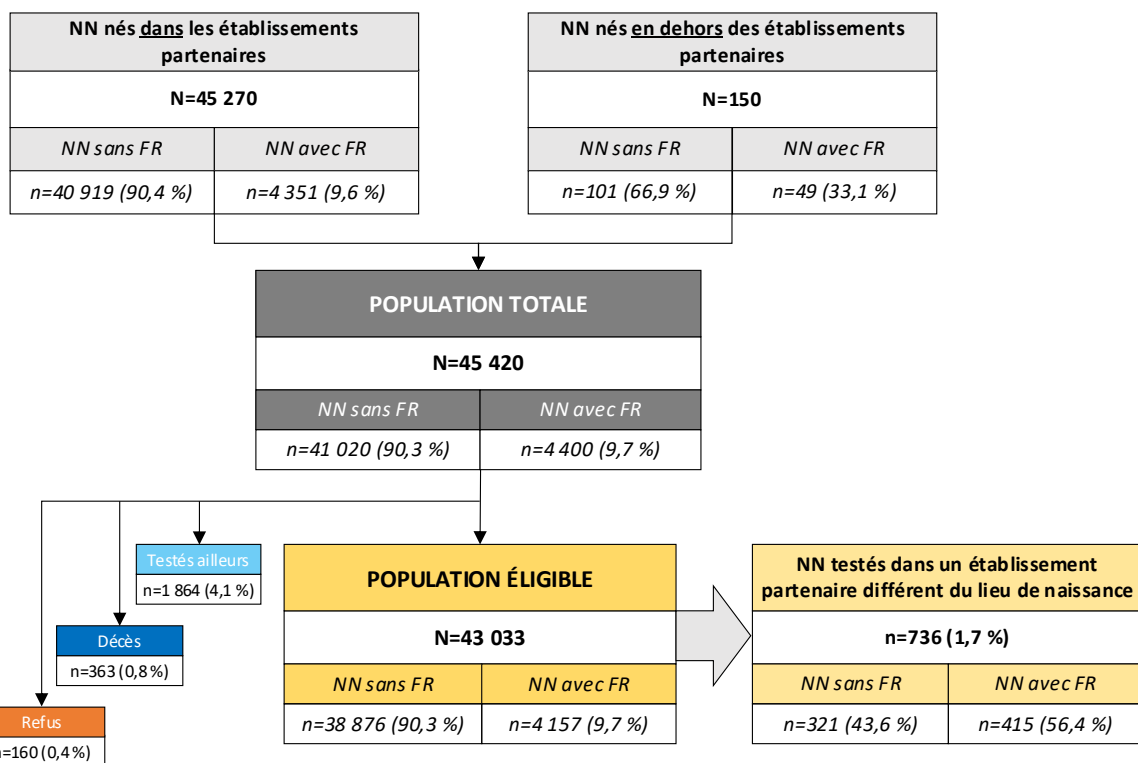 NN nés dans les établissements
partenaires
N=45 270
NN sans FR
NN avec FR
n=40 919 (90,4 %)
n=4 351 (9,6 %)
NN nés en dehors des établissements
partenaires
N=150
NN sans FR
NN avec FR
n=101 (66,9 %)
n=49 (33,1 %)
POPULATION TOTALE
N=45 420
NN sans FR
NN avec FR
n=41 020 (90,3 %)
n=4 400 (9,7 %)
Testés ailleurs
n=1 864 (4,1 %)
Décès
n=363 (0,8 %)
Refus
n=160 (0,4 %)
POPULATION ÉLIGIBLE
N=43 033
NN sans FR
NN avec FR
n=38 876 (90,3 %)
n=4 157 (9,7 %)
NN testés dans un établissement
partenaire différent du lieu de naissance
n=736 (1,7 %)
NN sans FR
NN avec FR
n=321 (43,6 %)
n=415 (56,4 %)